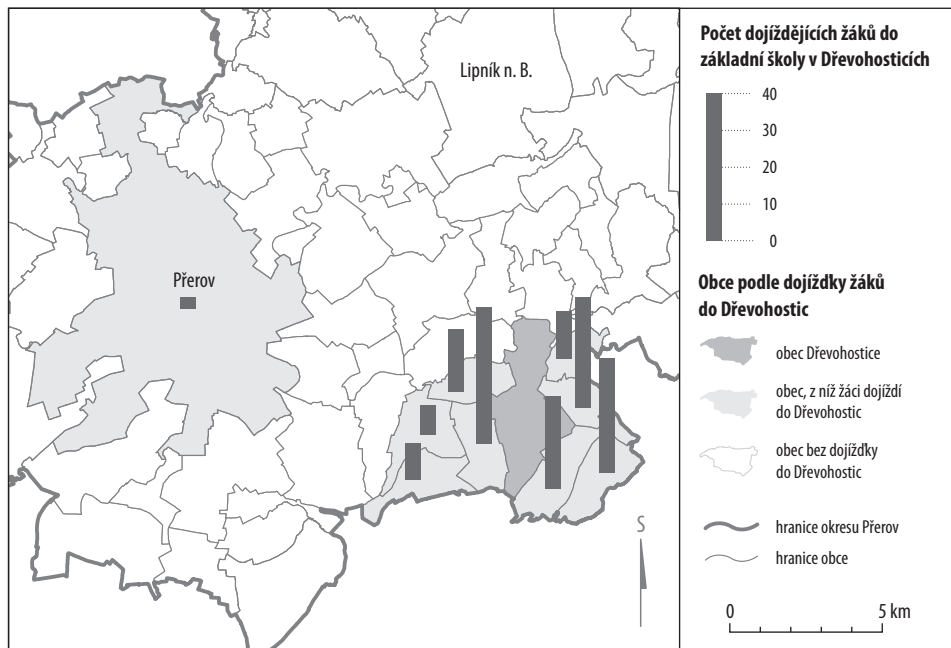 Lipník n. B.
Přerov
S
Počet dojíždějících žáků do
základní školy v Dřevohosticích
40
30
20
10
0
Obce podle dojížďky žáků
do Dřevohostic
obec Dřevohostice
obec, z níž žáci dojíždí
do Dřevohostic
obec bez dojížďky
do Dřevohostic
hranice okresu Přerov
hranice obce
0 5 km